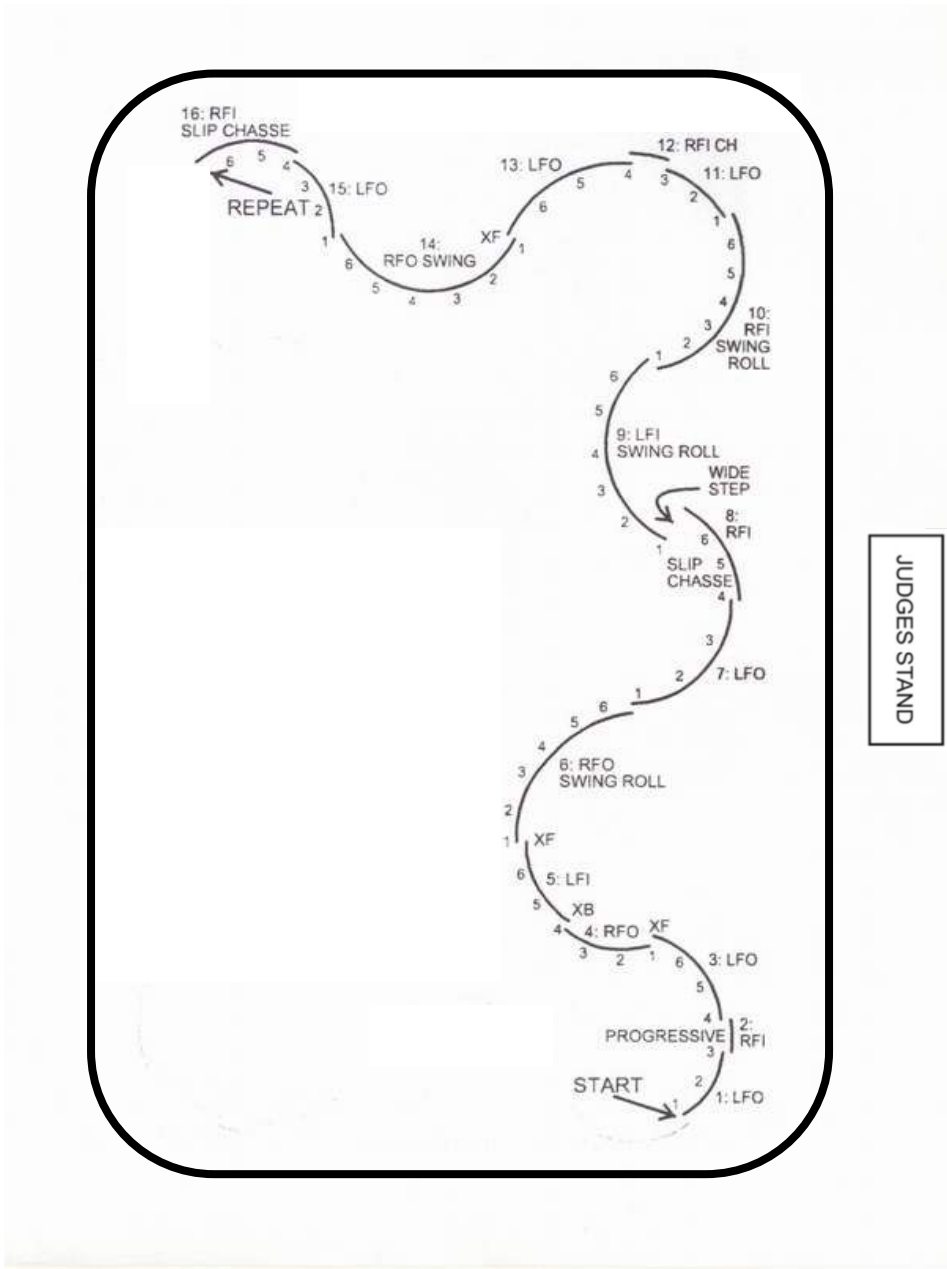 16: RFI
SLIP CHASSE
6
5
4
3
2
1
15: LFO
REPEAT
14:
RFO SWING
6
5
4
3
2
1
XF
13: LFO
6
5
4
12: RFI CH
11: LFO
3
2
1
6
5
4
3
2
1
10:
RFI
SWING
ROLL
6
5
4
3
2
1
9: LFI
SWING ROLL
WIDE
STEP
8:
RFI
6
5
4
SLIP
CHASSE
JUDGES STAND
3
2
1
7: LFO
6
5
4
3
2
1
6: RFO
SWING ROLL
XF
6
5
4
5: LFI
XB
4: RFO
3
2
1
XF
6
5
4
3: LFO
PROGRESSIVE
2:
RFI
3
2
1
1: LFO
START